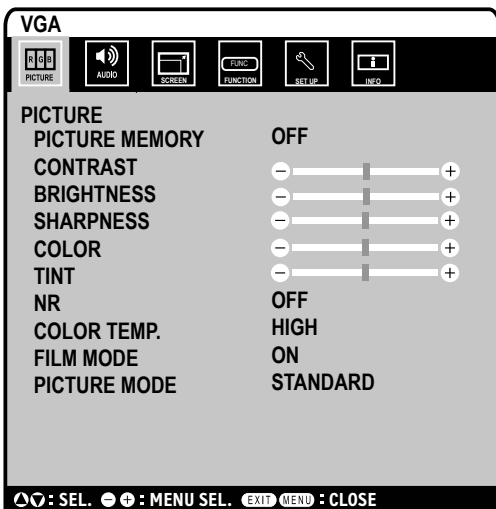 VGA
R G B
PICTURE AUDIO SCREEN FUNC FUNCTION SET UP INFO
PICTURE
PICTURE MEMORY OFF
CONTRAST − +
BRIGHTNESS − +
SHARPNESS − +
COLOR − +
TINT − +
NR OFF
COLOR TEMP. HIGH
FILM MODE ON
PICTURE MODE STANDARD
: SEL. − + : MENU SEL. EXIT MENU : CLOSE